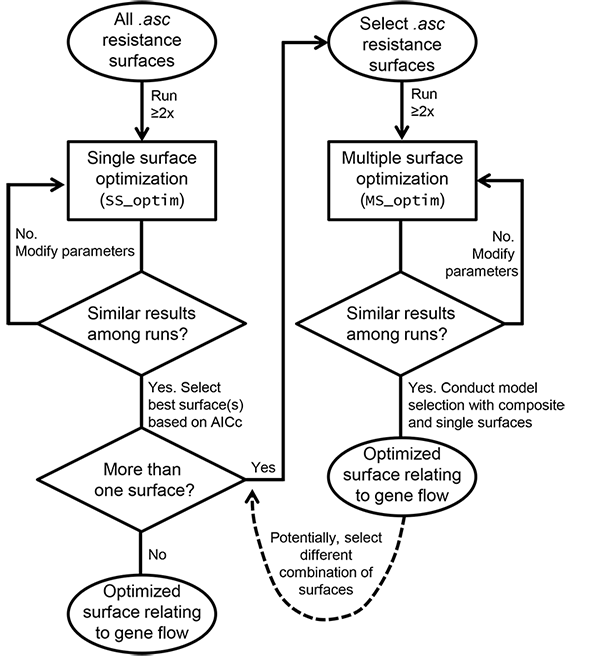 All .asc
resistance
surfaces
Run
≥2x
Single surface
optimization
(SS_optim)
No.
Modify parameters
Similar results
among runs?
Yes. Select
best surface(s)
based on AICc
More than
one surface?
Yes
No
Optimized
surface relating
to gene flow
Select .asc
resistance
surfaces
Run
≥2x
Multiple surface
optimization
(MS_optim)
No.
Modify
parameters
Similar results
among runs?
Yes. Conduct model
selection with composite
and single surfaces
Optimized
surface relating
to gene flow
Potentially, select
different
combination of
surfaces